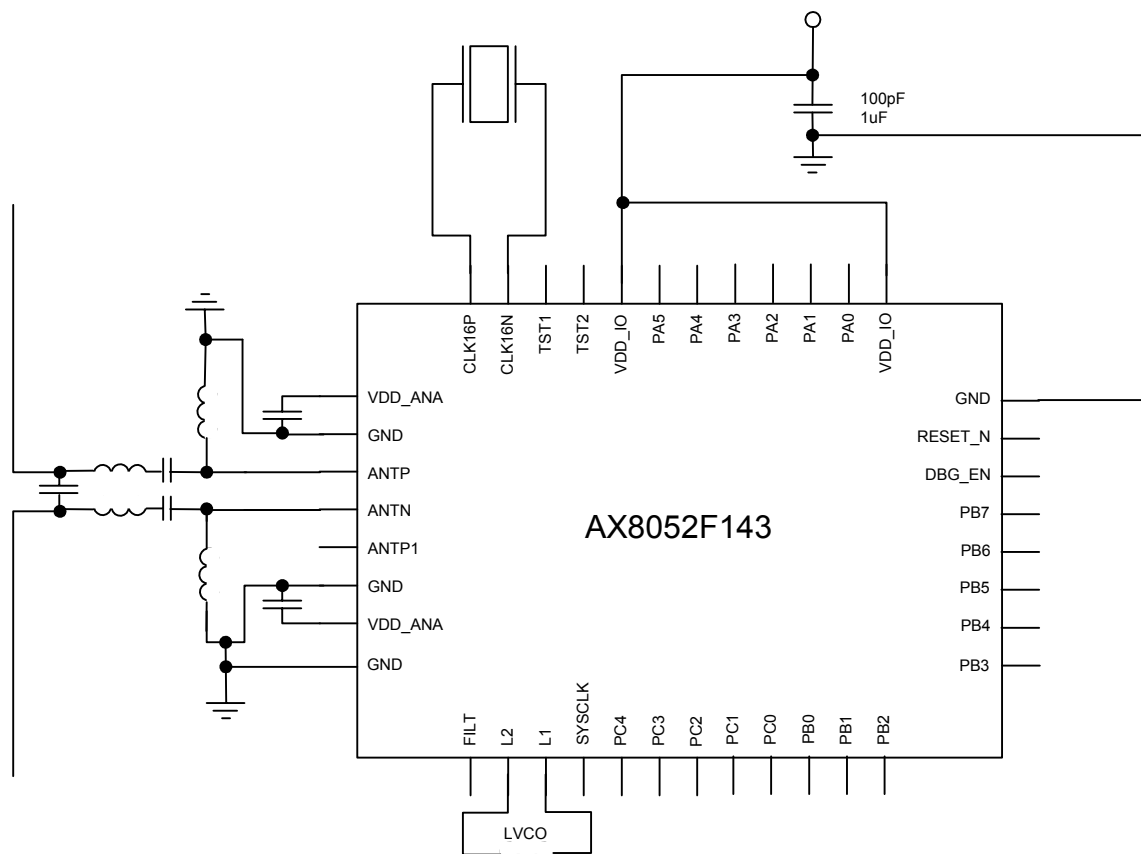 100pF
1uF
CLK16P
CLK16N
TST1
TST2
VDD_IO
PA5
PA4
PA3
PA2
PA1
PA0
VDD_IO
VDD_ANA
GND
ANTP
ANTN
ANTP1
GND
VDD_ANA
GND
AX8052F143
GND
RESET_N
DBG_EN
PB7
PB6
PB5
PB4
PB3
FILT
L2
L1
SYSCLK
PC4
PC3
PC2
PC1
PC0
PB0
PB1
PB2
LVCO